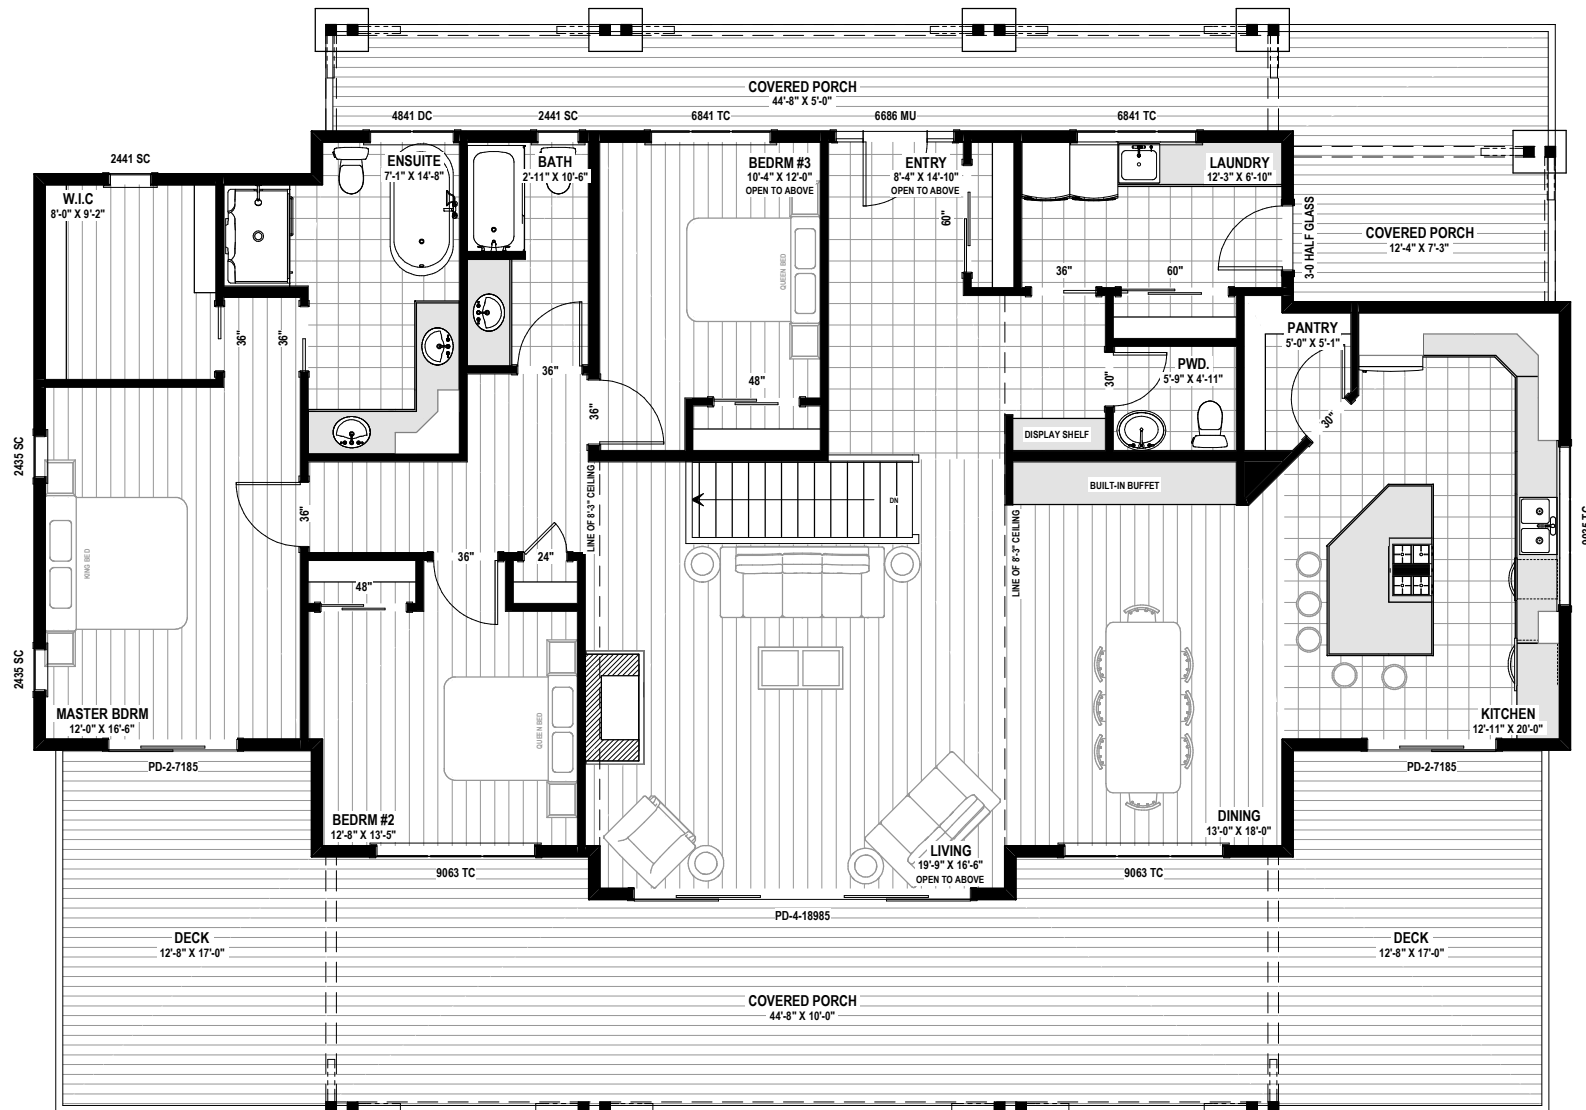 COVERED PORCH
44'-8" X 5'-0"
4841 DC
2441 SC
6841 TC
6686 MU
6841 TC
2441 SC
ENSUITE
7'-1" X 14'-8"
BATH
2'-11" X 10'-6"
BEDRM #3
10'-4" X 12'-0"
OPEN TO ABOVE
ENTRY
8'-4" X 14'-10"
OPEN TO ABOVE
LAUNDRY
12'-3" X 6'-10"
W.I.C
8'-0" X 9'-2"
60"
3-0 HALF GLASS
COVERED PORCH
12'-4" X 7'-3"
QUEEN BED
36"
60"
36"
36"
PANTRY
5'-0" X 5'-1"
PWD.
5'-9" X 4'-11"
36"
48"
30"
36"
30"
DISPLAY SHELF
2435 SC
BUILT-IN BUFFET
LINE OF 8'-3" CEILING
DN
LINE OF 8'-3" CEILING
36"
KING BED
36"
24"
48"
2435 SC
MASTER BDRM
12'-0" X 16'-6"
QUEEN BED
KITCHEN
12'-11" X 20'-0"
PD-2-7185
PD-2-7185
BEDRM #2
12'-8" X 13'-5"
DINING
13'-0" X 18'-0"
LIVING
19'-9" X 16'-6"
OPEN TO ABOVE
9063 TC
9063 TC
PD-4-18985
DECK
12'-8" X 17'-0"
DECK
12'-8" X 17'-0"
COVERED PORCH
44'-8" X 10'-0"